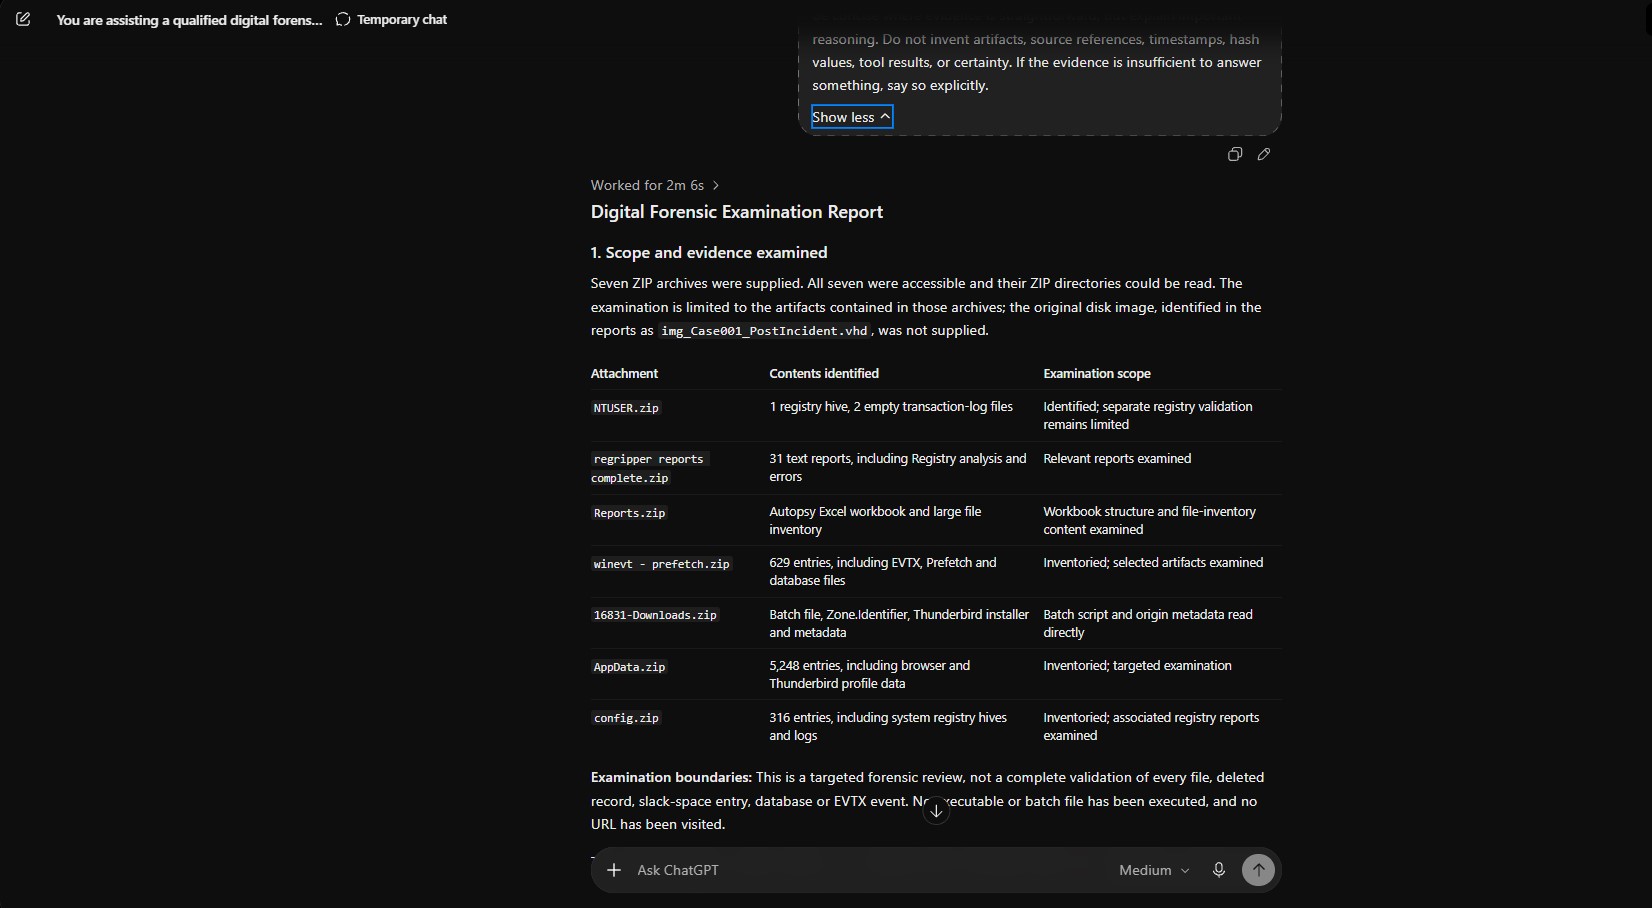 You are assisting a qualified digital forens...
Temporary chat
reasoning. Do not invent artifacts, source references, timestamps, hash
values, tool results, or certainty. If the evidence is insufficient to answer
something, say so explicitly.
Show less
Worked for 2m 6s
Digital Forensic Examination Report
1. Scope and evidence examined
Seven ZIP archives were supplied. All seven were accessible and their ZIP directories could be read. The
examination is limited to the artifacts contained in those archives; the original disk image, identified in the
reports as img_Case001_PostIncident.vhd, was not supplied.
Attachment Contents identified Examination scope
NTUSER.zip 1 registry hive, 2 empty transaction-log files Identified; separate registry validation
remains limited
regripper reports 31 text reports, including Registry analysis and Relevant reports examined
complete.zip errors
Reports.zip Autopsy Excel workbook and large file Workbook structure and file-inventory
inventory content examined
winevt - prefetch.zip 629 entries, including EVTX, Prefetch and Inventoried; selected artifacts examined
database files
16831-Downloads.zip Batch file, Zone.Identifier, Thunderbird installer Batch script and origin metadata read
and metadata directly
AppData.zip 5,248 entries, including browser and Inventoried; targeted examination
Thunderbird profile data
config.zip 316 entries, including system registry hives Inventoried; associated registry reports
and logs examined
Examination boundaries: This is a targeted forensic review, not a complete validation of every file, deleted
record, slack-space entry, database or EVTX event. executable or batch file has been executed, and no
URL has been visited.
Ask ChatGPT
Medium